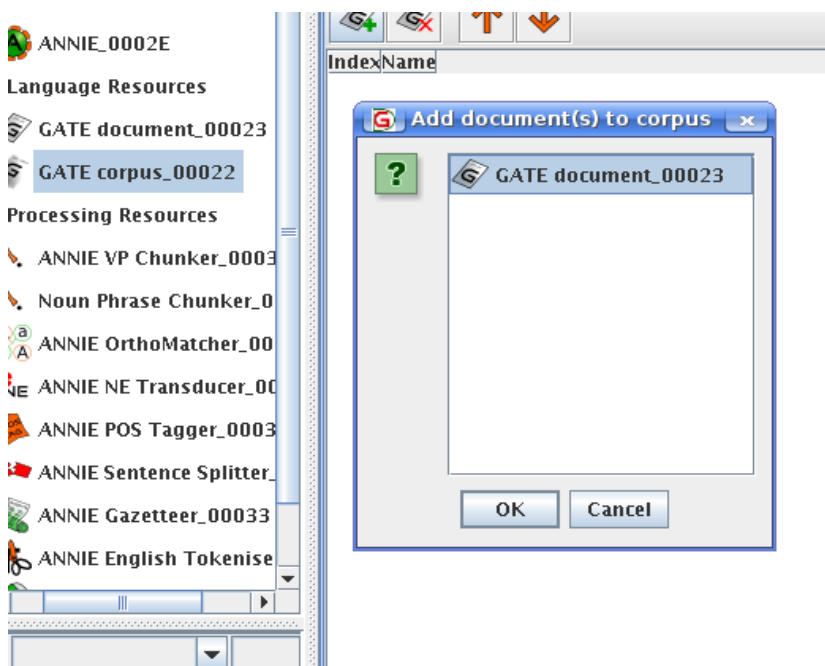 ANNIE_0002E
Language Resources
GATE document_00023
GATE corpus_00022
Processing Resources
ANNIE VP Chunker_0003
Noun Phrase Chunker_0
ANNIE OrthoMatcher_00
ANNIE NE Transducer_00
ANNIE POS Tagger_0003
ANNIE Sentence Splitter_
ANNIE Gazetteer_00033
ANNIE English Tokenise
Index Name
Add document(s) to corpus
GATE document_00023
OK Cancel